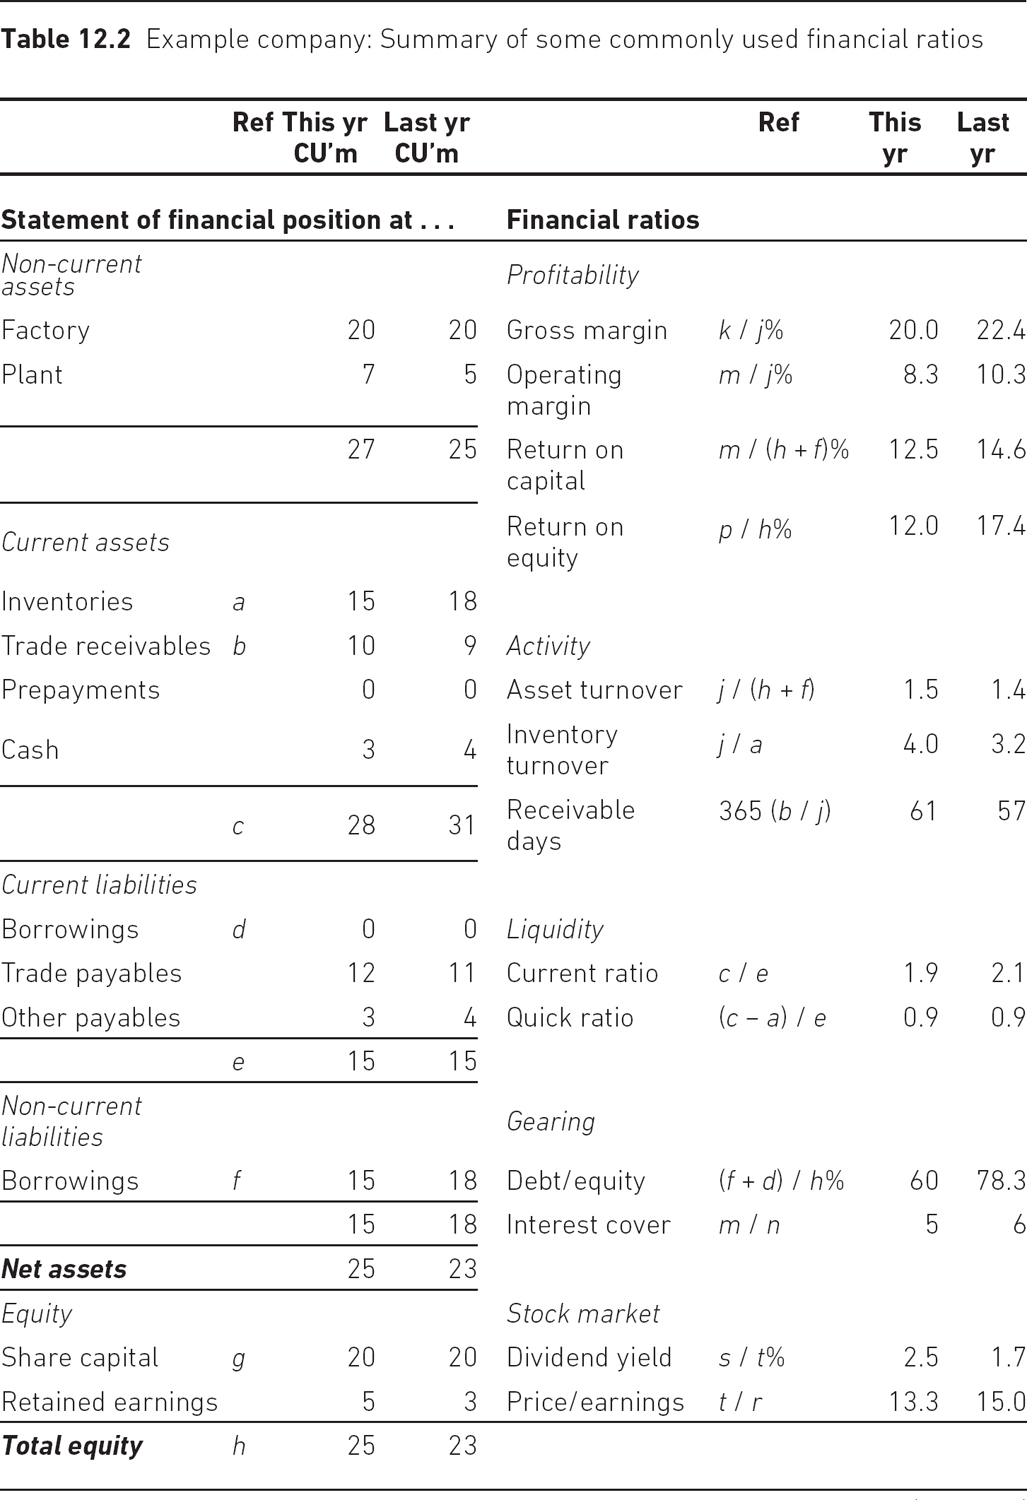 Table 12.2 Example company: Summary of some commonly used financial ratios
Ref This yr Last yr Ref This Last
CU’m CU’m yr yr
Statement of financial position at . . . Financial ratios
Non-current
assets Profitability
Factory 20 20 Gross margin k / j% 20.0 22.4
Plant 7 5 Operating m / j% 8.3 10.3
margin
27 25 Return on m / (h + f)% 12.5 14.6
capital
Current assets Return on p / h% 12.0 17.4
equity
Inventories a 15 18
Trade receivables b 10 9 Activity
Prepayments 0 0 Asset turnover j / (h + f) 1.5 1.4
Cash 3 4 Inventory j / a 4.0 3.2
turnover
c 28 31 Receivable 365 (b / j) 61 57
days
Current liabilities
Borrowings d 0 0 Liquidity
Trade payables 12 11 Current ratio c / e 1.9 2.1
Other payables 3 4 Quick ratio (c – a) / e 0.9 0.9
e 15 15
Non-current
liabilities Gearing
Borrowings f 15 18 Debt/equity (f + d) / h% 60 78.3
15 18 Interest cover m / n 5 6
Net assets 25 23
Equity Stock market
Share capital g 20 20 Dividend yield s / t% 2.5 1.7
Retained earnings 5 3 Price/earnings t / r 13.3 15.0
Total equity h 25 23